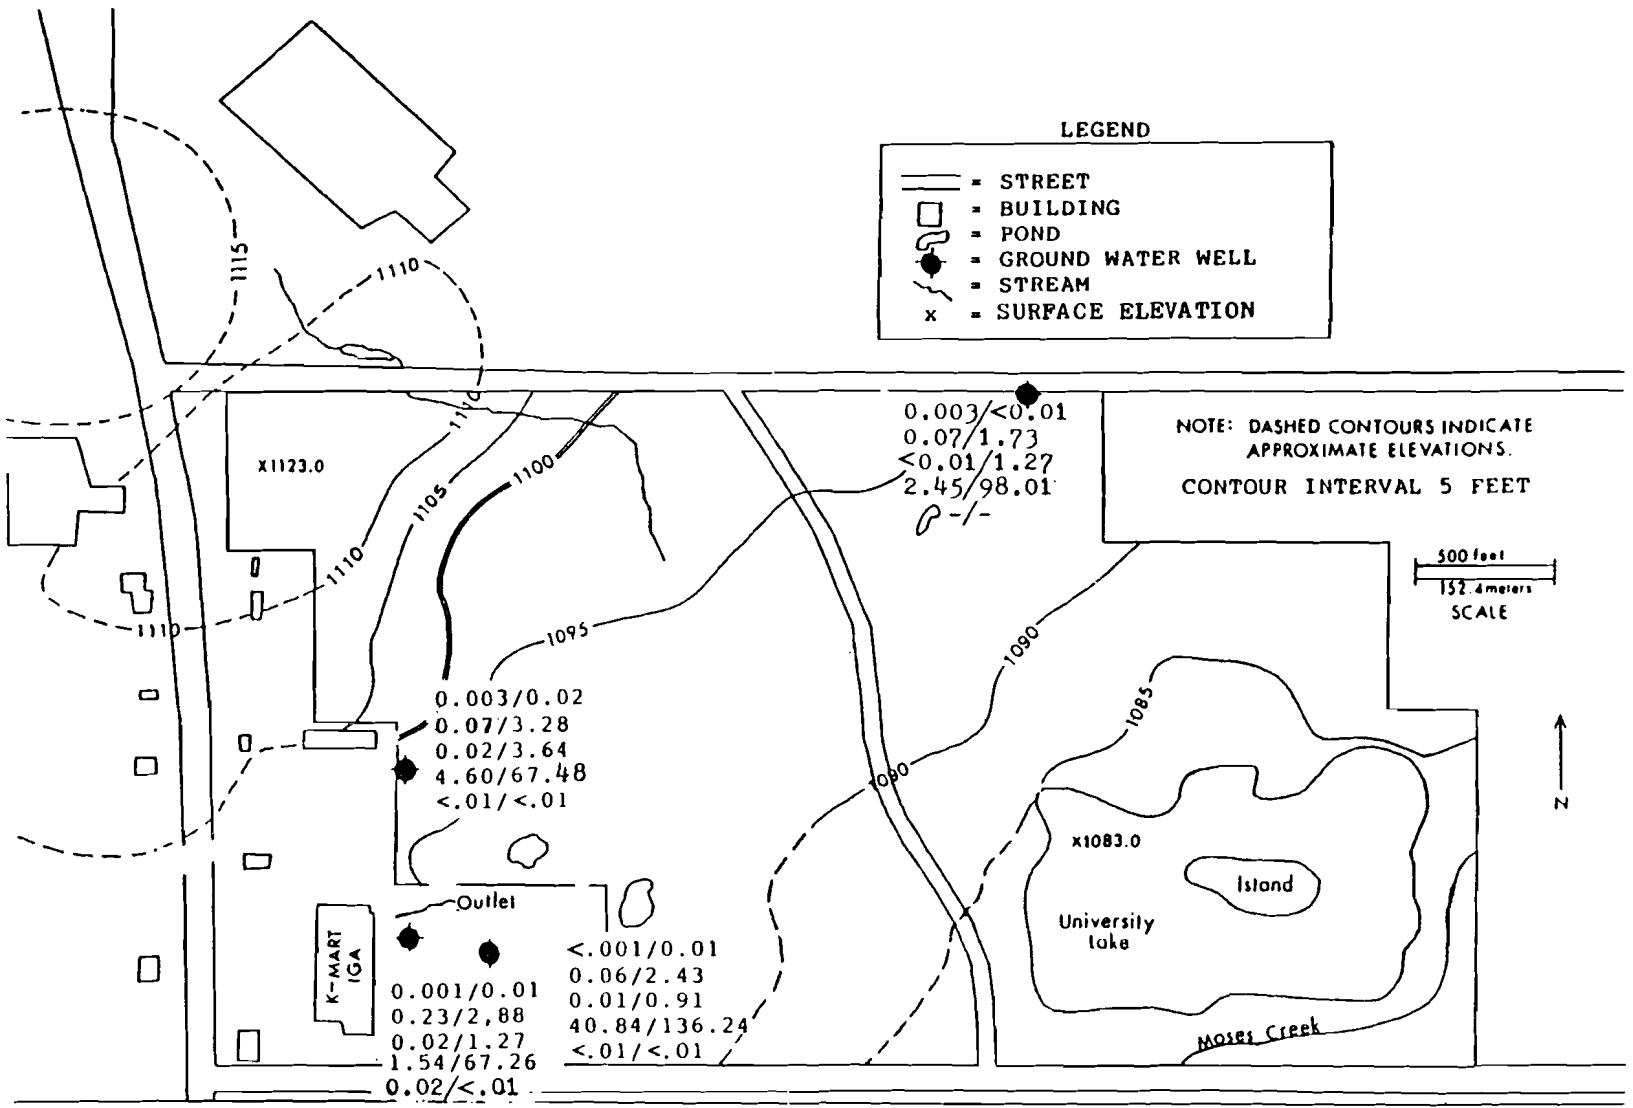 LEGEND
= STREET
= BUILDING
= POND
= GROUND WATER WELL
= STREAM
x = SURFACE ELEVATION
1115
1110
0.003/<0.01
0.07/1.73
<0.01/1.27
2.45/98.01
-/-
NOTE: DASHED CONTOURS INDICATE
APPROXIMATE ELEVATIONS.
CONTOUR INTERVAL 5 FEET
500 feet
152.4 meters
SCALE
N
1110
X1123.0
1100
1105
1110
1110
1095
1090
1085
1090
0.003/0.02
0.07/3.28
0.02/3.64
4.60/67.48
<.01/<.01
X1083.0
Island
University
Lake
Moses Creek
Outlet
K-MART
IGA
<.001/0.01
0.06/2.43
0.01/0.91
40.84/136.24
<.01/<.01
0.001/0.01
0.23/2,88
0.02/1.27
1.54/67.26
0.02/<.01